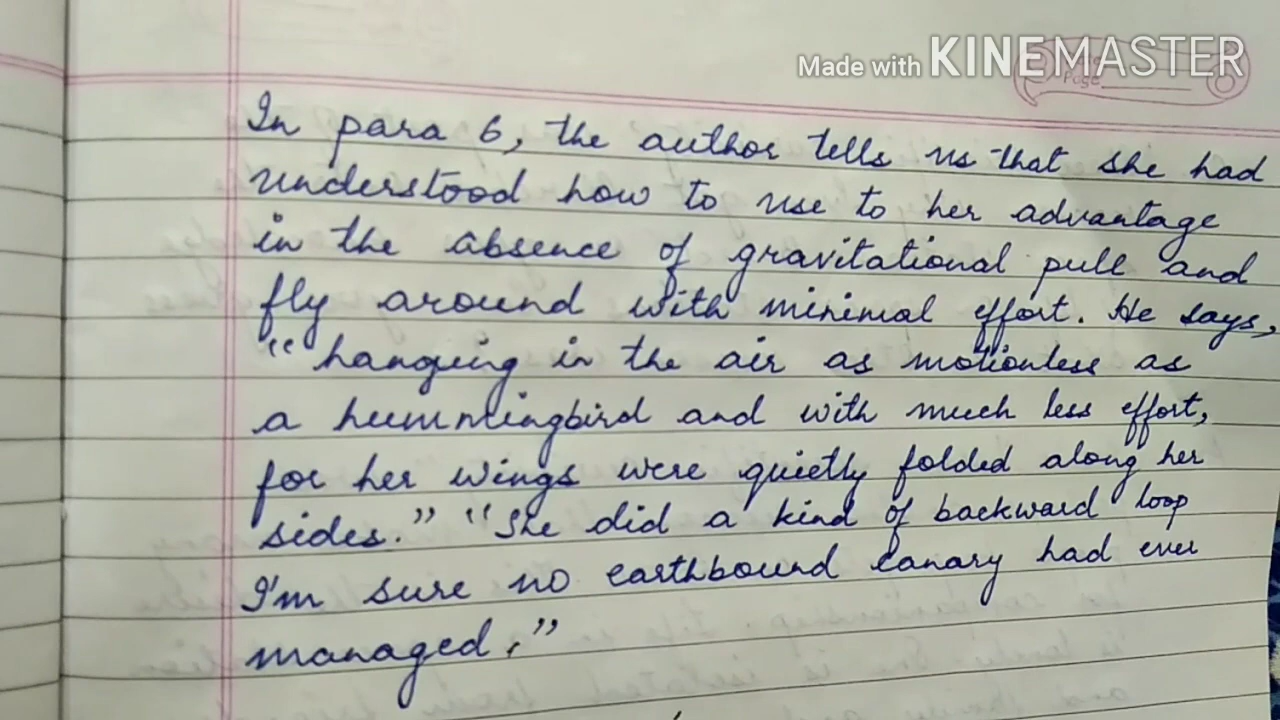 Made with KINEMASTER
Page
In para 6, the author tells us that she had
understood how to use to her advantage
in the absence of gravitational pull and
fly around with minimal effort. He says,
"hanging in the air as motionless as
a hummingbird and with much less effort,
for her wings were quietly folded along her
sides." "She did a kind of backward loop
I'm sure no earthbound canary had ever
managed."